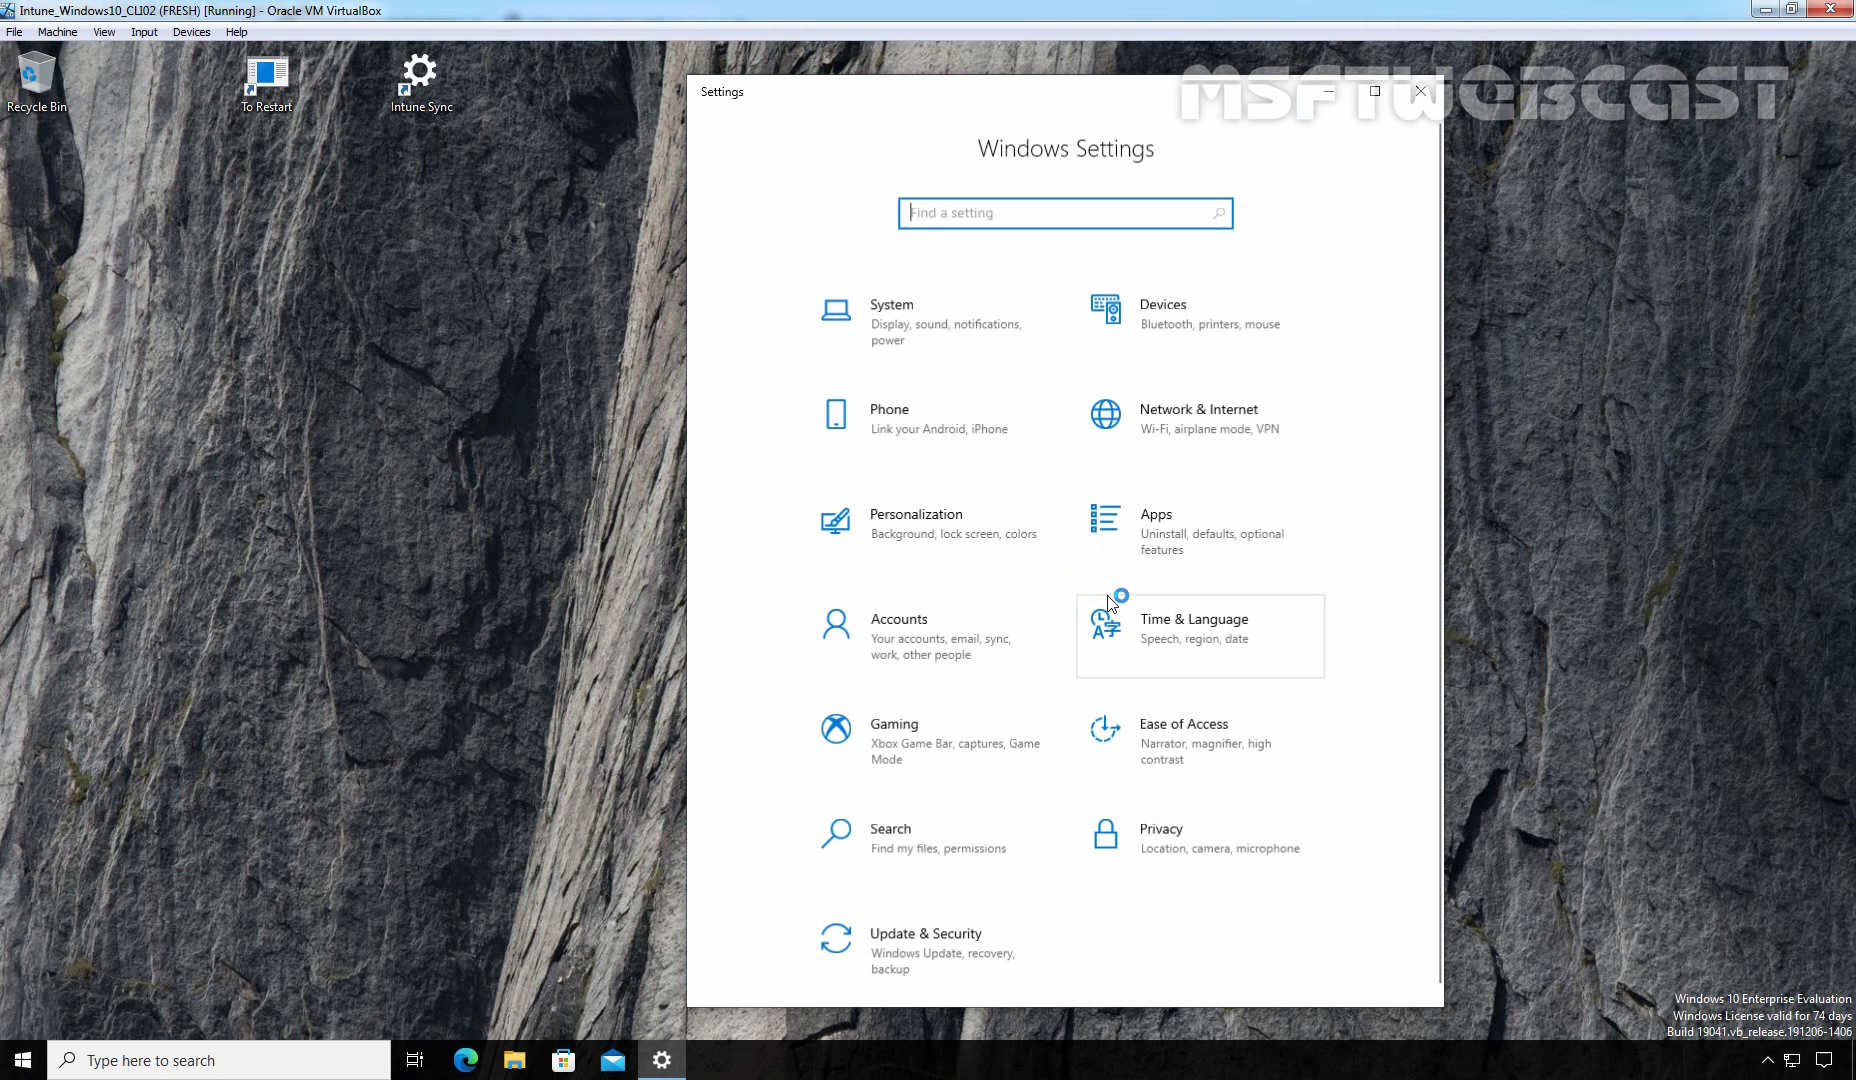 Intune_Windows10_CLI02 (FRESH) [Running] - Oracle VM VirtualBox
File Machine View Input Devices Help
Recycle Bin
To Restart
Intune Sync
MSFTWEBCAST
Settings
Windows Settings
Find a setting
System
Display, sound, notifications,
power
Devices
Bluetooth, printers, mouse
Phone
Link your Android, iPhone
Network & Internet
Wi-Fi, airplane mode, VPN
Personalization
Background, lock screen, colors
Apps
Uninstall, defaults, optional
features
Accounts
Your accounts, email, sync,
work, other people
Time & Language
Speech, region, date
Gaming
Xbox Game Bar, captures, Game
Mode
Ease of Access
Narrator, magnifier, high
contrast
Search
Find my files, permissions
Privacy
Location, camera, microphone
Update & Security
Windows Update, recovery,
backup
Windows 10 Enterprise Evaluation
Windows License valid for 74 days
Build 19041.vb_release.191206-1406
Type here to search